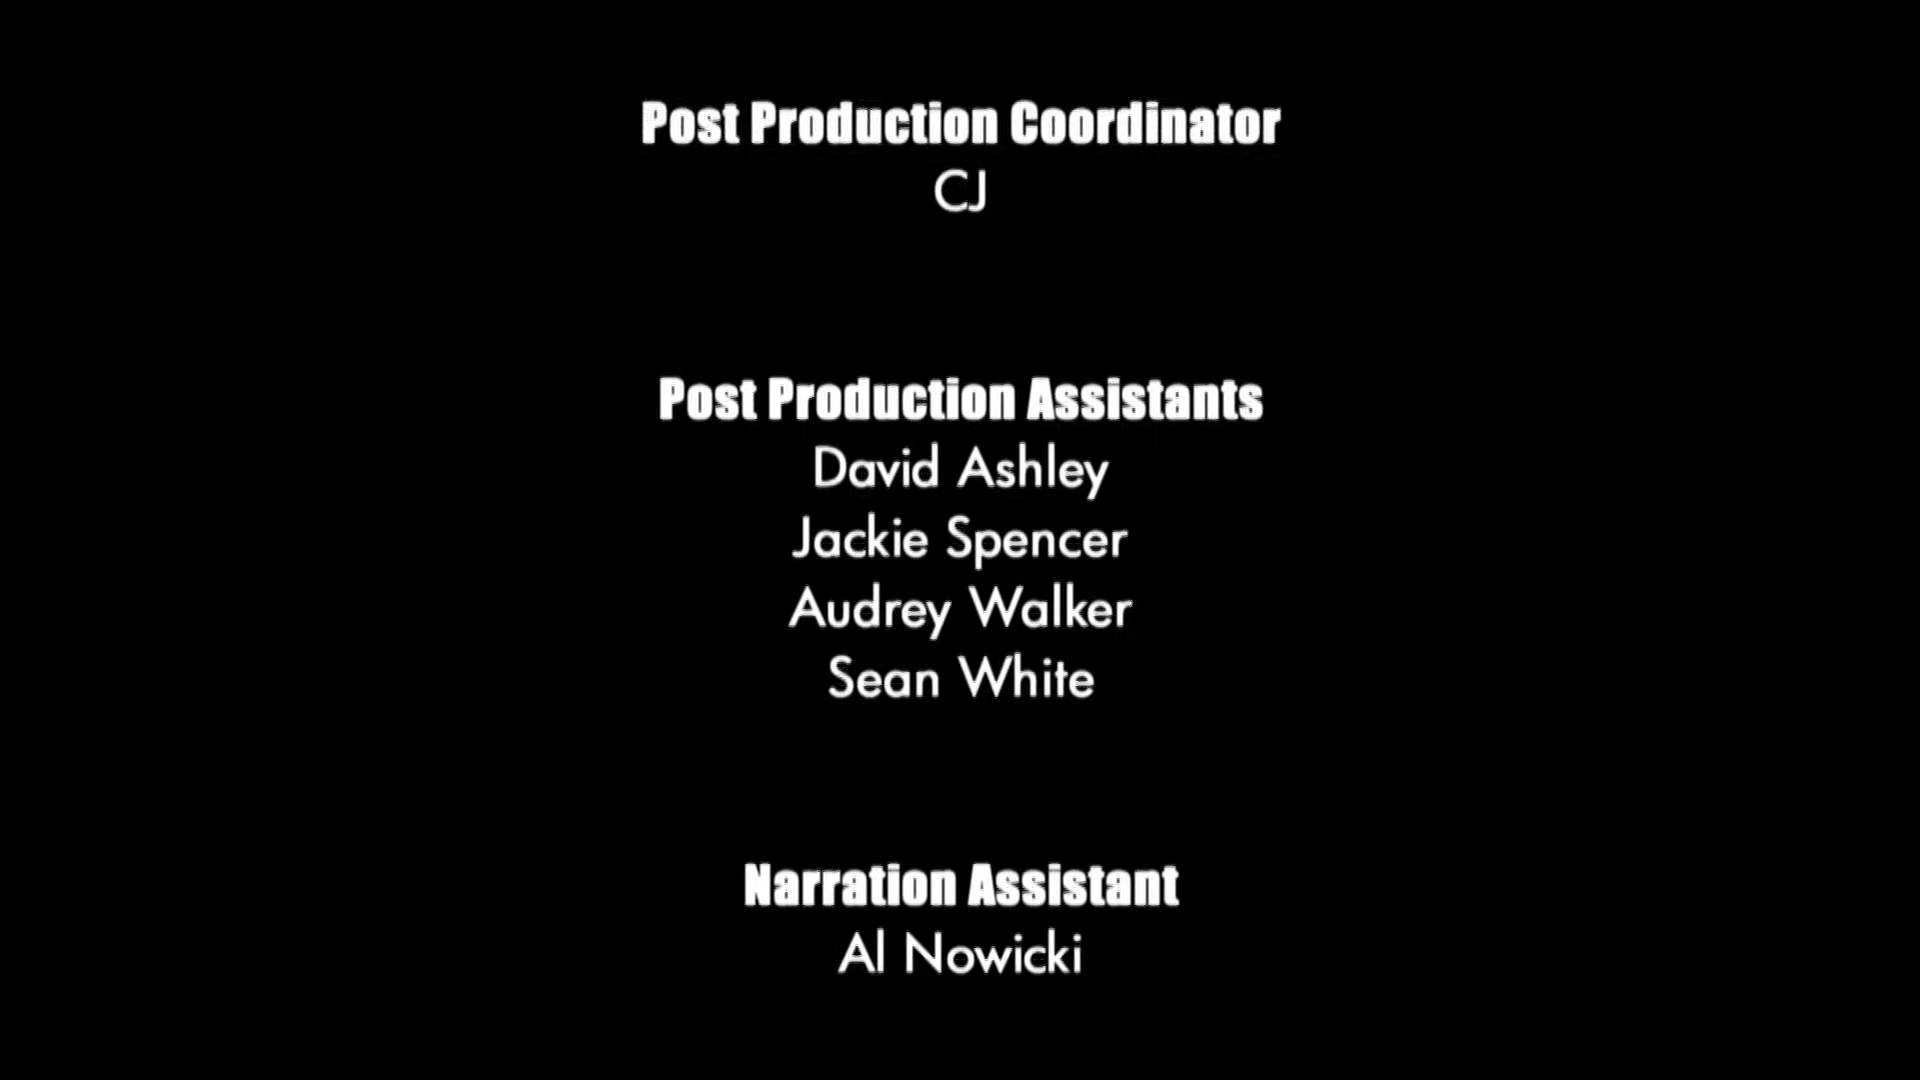 Post Production Coordinator
CJ
Post Production Assistants
David Ashley
Jackie Spencer
Audrey Walker
Sean White
Narration Assistant
Al Nowicki